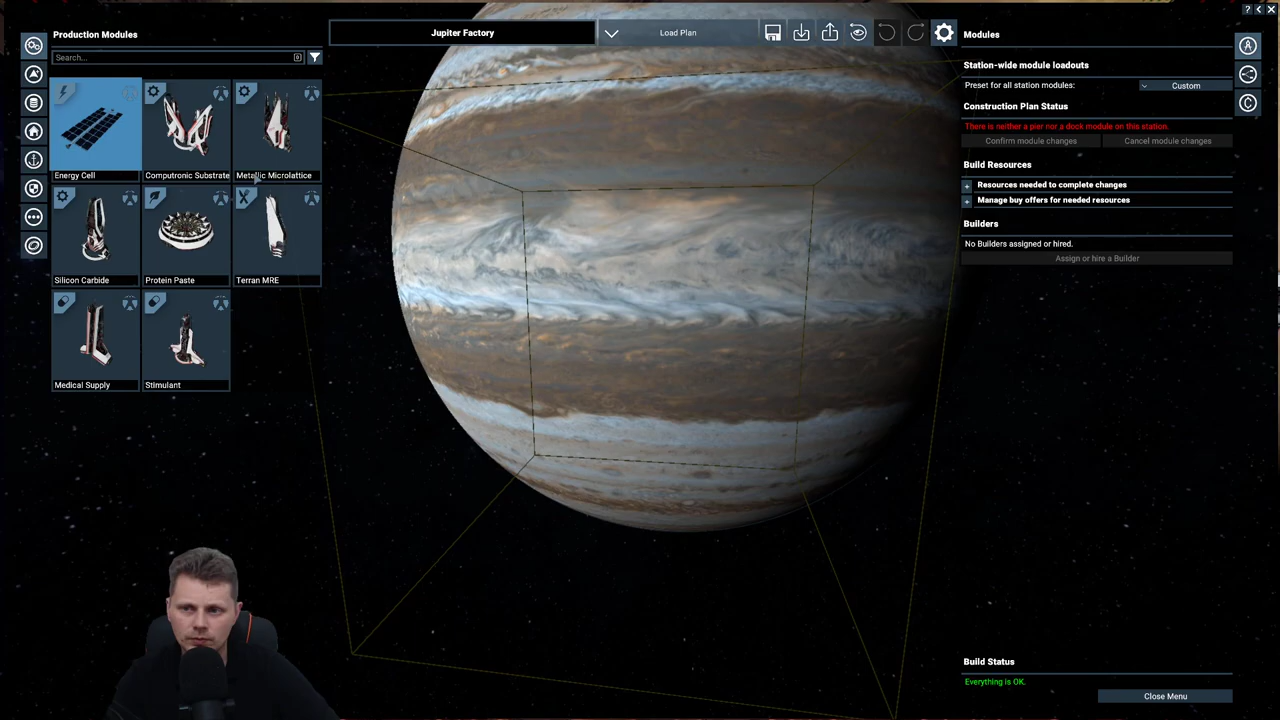 Production Modules
Search...
Energy Cell
Computronic Substrate
Metallic Microlattice
Silicon Carbide
Protein Paste
Terran MRE
Medical Supply
Stimulant
Jupiter Factory
Load Plan
Modules
Station-wide module loadouts
Preset for all station modules:
Custom
Construction Plan Status
There is neither a pier nor a dock module on this station.
Confirm module changes
Cancel module changes
Build Resources
+ Resources needed to complete changes
+ Manage buy offers for needed resources
Builders
No Builders assigned or hired.
Assign or hire a Builder
Build Status
Everything is OK.
Close Menu